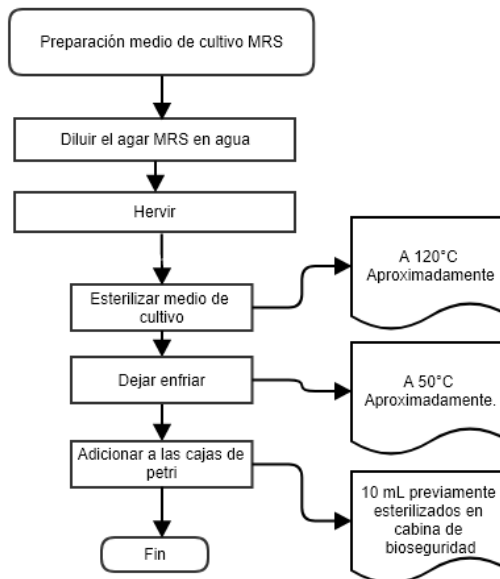 Preparación medio de cultivo MRS
Diluir el agar MRS en agua
Hervir
Esterilizar medio de
cultivo
A 120°C
Aproximadamente
Dejar enfriar
A 50°C
Aproximadamente.
Adicionar a las cajas de
petri
10 mL previamente
esterilizados en
cabina de
bioseguridad
Fin